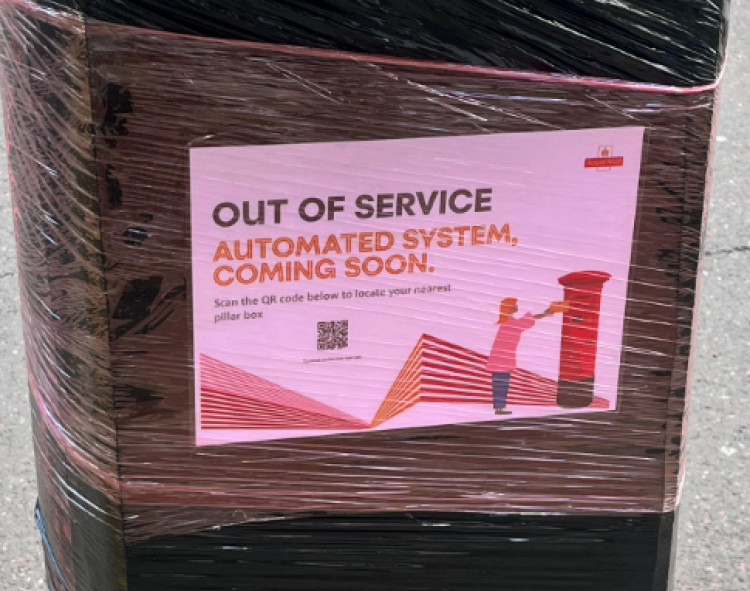 OUT OF SERVICE
AUTOMATED SYSTEM,
COMING SOON.
Scan the QR code below to locate your nearest
pillar box